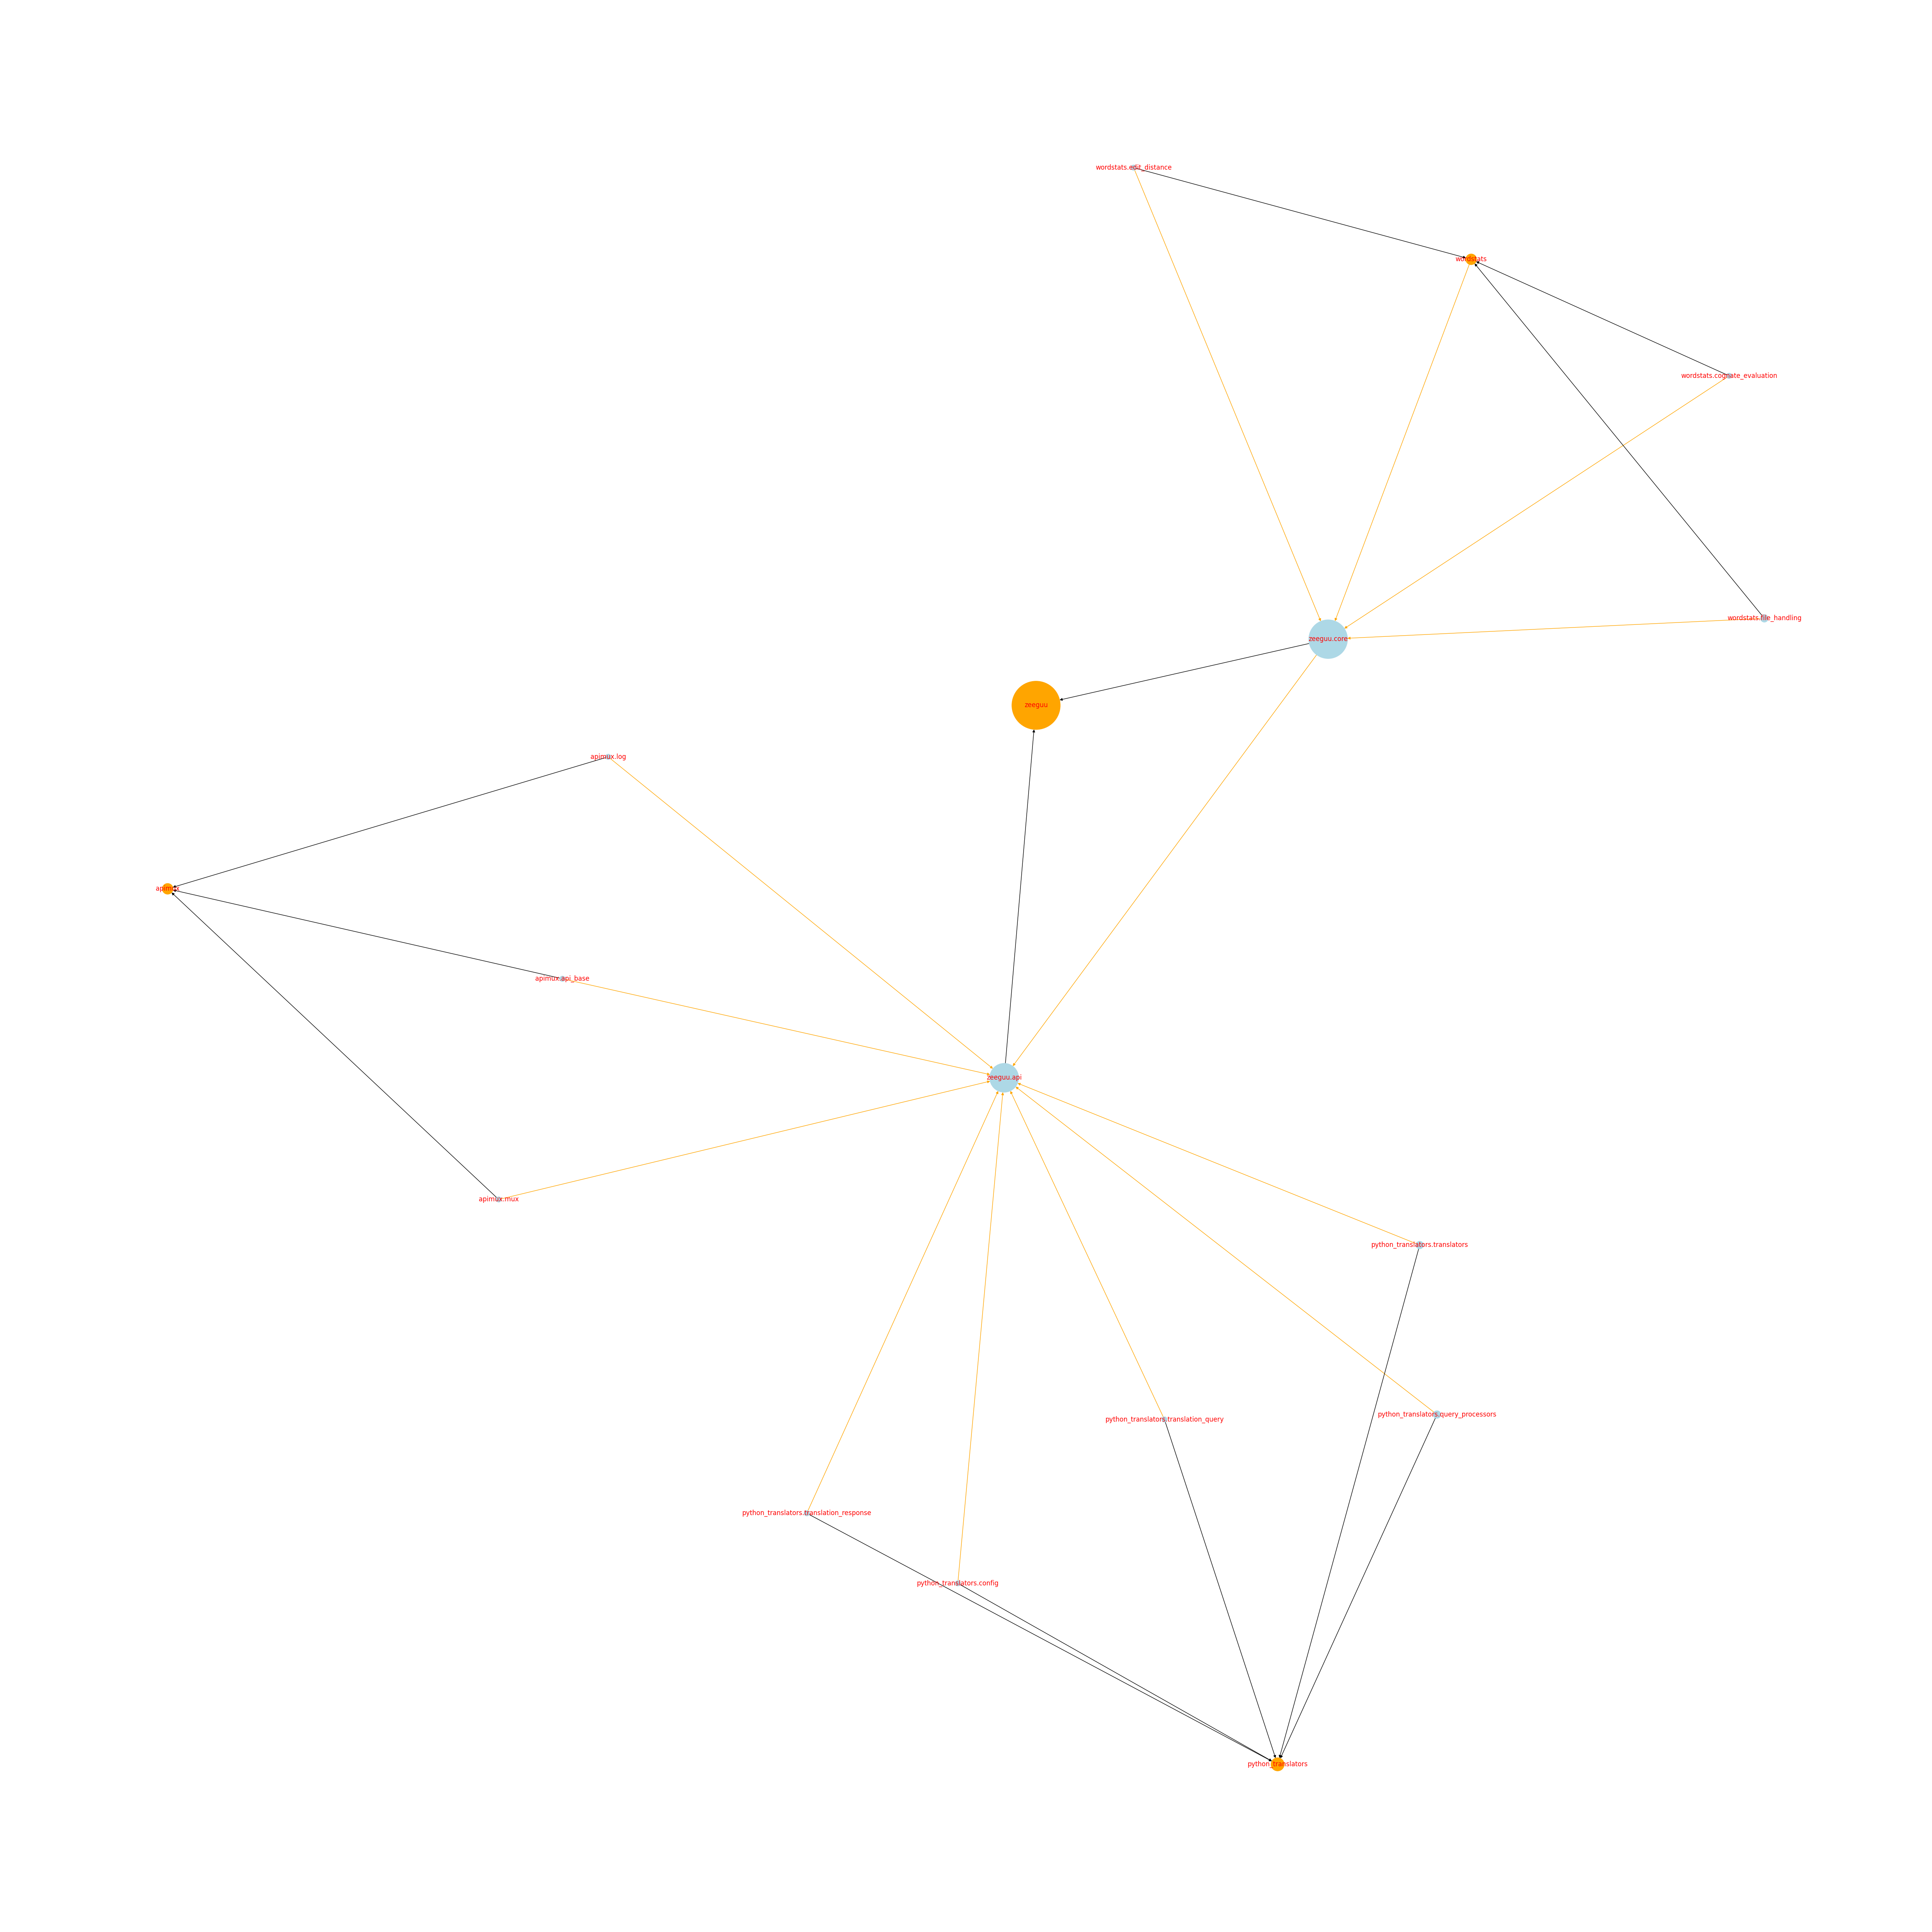 wordstats.edit_distance
wordstats
wordstats.cognate_evaluation
wordstats.file_handling
zeeguu.core
zeeguu
apimux.log
apimux
apimux.api_base
zeeguu.api
apimux.mux
python_translators.translators
python_translators.query_processors
python_translators.translation_query
python_translators.translation_response
python_translators.config
python_translators